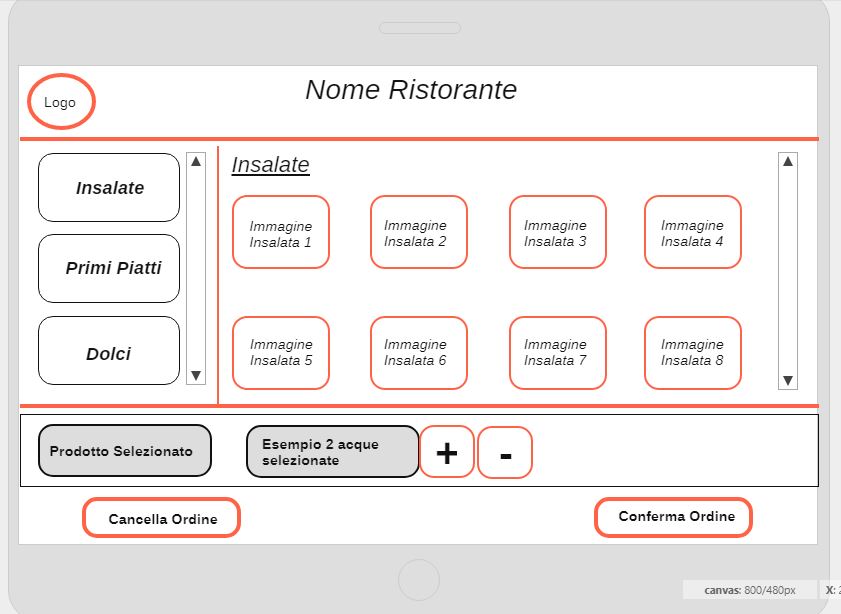 Logo
Nome Ristorante
Insalate
Primi Piatti
Dolci
Insalate
Immagine
Insalata 1
Immagine
Insalata 2
Immagine
Insalata 3
Immagine
Insalata 4
Immagine
Insalata 5
Immagine
Insalata 6
Immagine
Insalata 7
Immagine
Insalata 8
Prodotto Selezionato
Esempio 2 acque
selezionate
+
-
Cancella Ordine
Conferma Ordine
canvas: 800/480px
X: